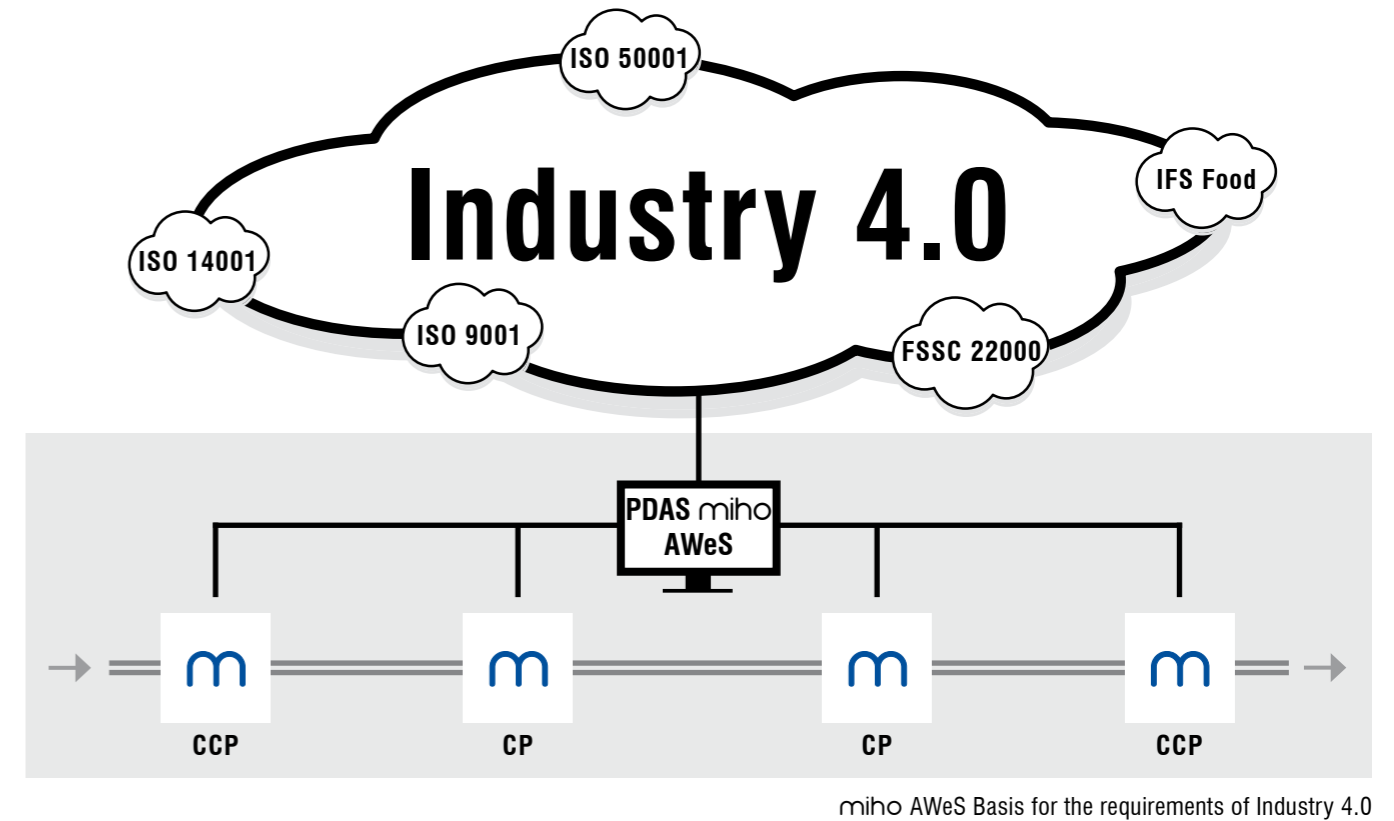 ISO 50001
IFS Food
Industry 4.0
ISO 14001
ISO 9001
FSSC 22000
PDAS miho
AWeS
m m m m
CCP CP CP CCP
miho AWeS Basis for the requirements of Industry 4.0